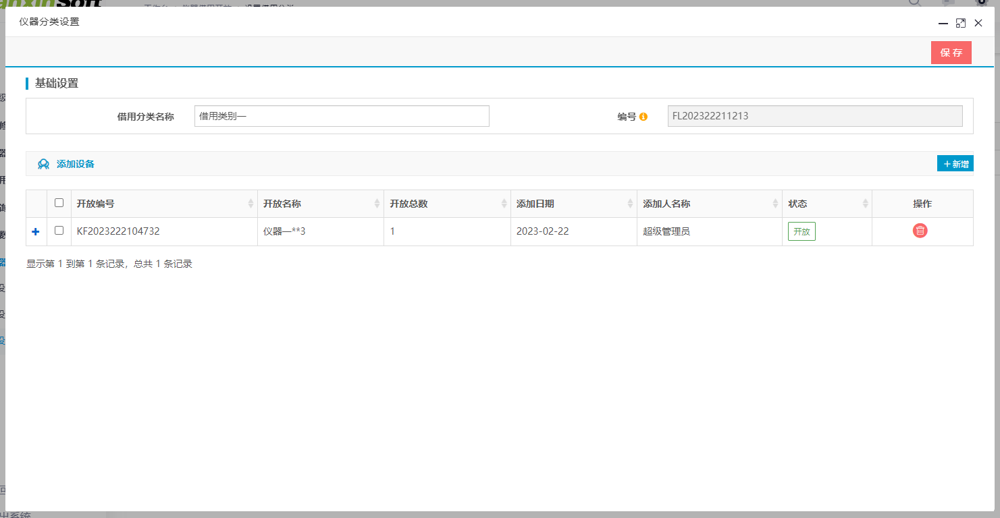 仪器分类设置
保 存
基础设置
借用分类名称 借用类别一 编号 FL202322211213
添加设备 新增
开放编号 开放名称 开放总数 添加日期 添加人名称 状态 操作
KF2023222104732 仪器一**3 1 2023-02-22 超级管理员 开放
显示第 1 到第 1 条记录，总共 1 条记录
出系统